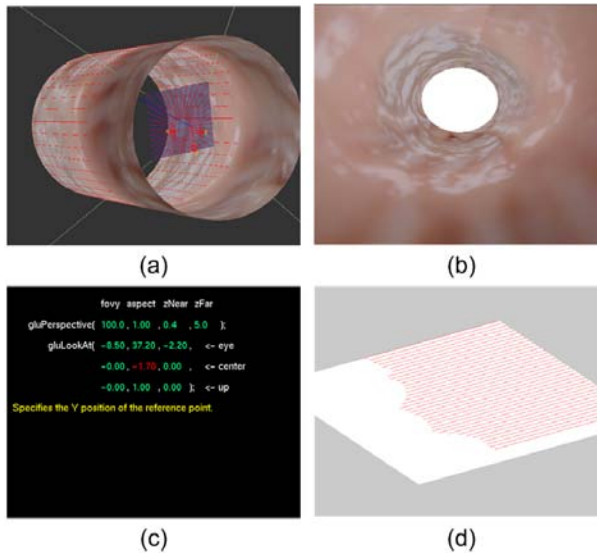 (a)
(b)
fovy aspect zNear zFar
gluPerspective( 100.0 , 1.00 , 0.4 , 5.0 );
gluLookAt( -8.50 , 37.20 , -2.20 , <- eye
-0.00 , -1.70 , 0.00 , <- center
-0.00 , 1.00 , 0.00 ); <- up
Specifies the Y position of the reference point.
(c)
(d)